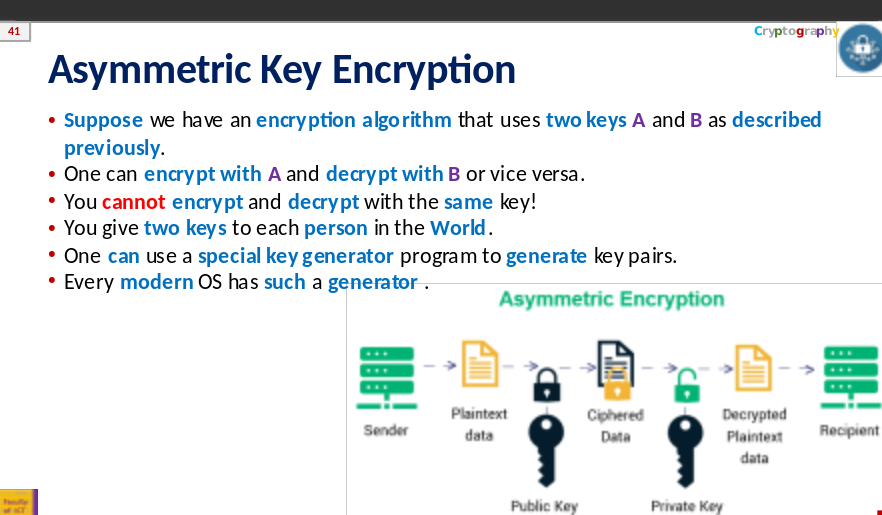 41
Cryptography
Asymmetric Key Encryption
• Suppose we have an encryption algorithm that uses two keys A and B as described
previously.
• One can encrypt with A and decrypt with B or vice versa.
• You cannot encrypt and decrypt with the same key!
• You give two keys to each person in the World.
• One can use a special key generator program to generate key pairs.
• Every modern OS has such a generator .
Asymmetric Encryption
Sender
Plaintext
data
Ciphered
Data
Decrypted
Plaintext
data
Recipient
Public Key
Private Key
Faculty
of ICT